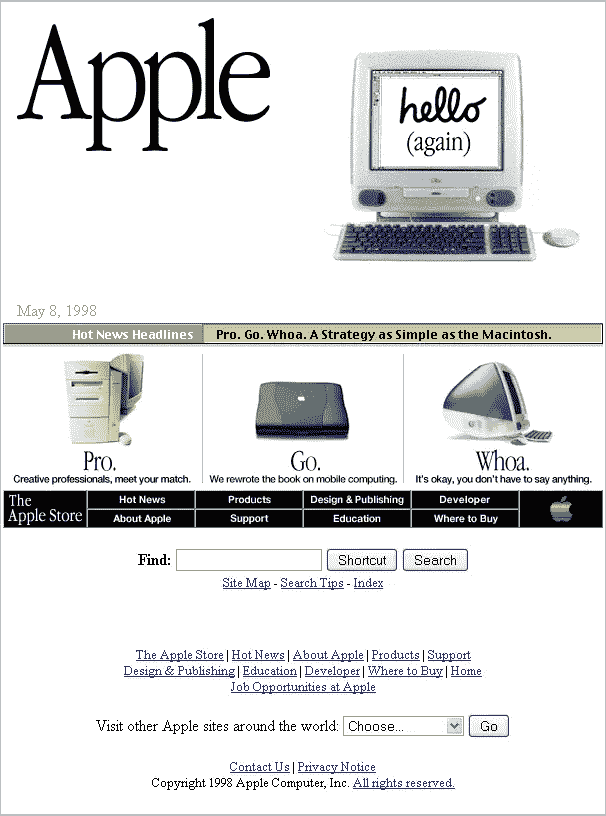 Apple
hello
(again)
May 8, 1998
Hot News Headlines Pro. Go. Whoa. A Strategy as Simple as the Macintosh.
Pro. Go. Whoa.
Creative professionals, meet your match. We rewrote the book on mobile computing. It's okay, you don't have to say anything.
The Apple Store
Hot News Products Design & Publishing Developer
About Apple Support Education Where to Buy
Find: Shortcut Search
Site Map - Search Tips - Index
The Apple Store | Hot News | About Apple | Products | Support
Design & Publishing | Education | Developer | Where to Buy | Home
Job Opportunities at Apple
Visit other Apple sites around the world: Choose... Go
Contact Us | Privacy Notice
Copyright 1998 Apple Computer, Inc. All rights reserved.